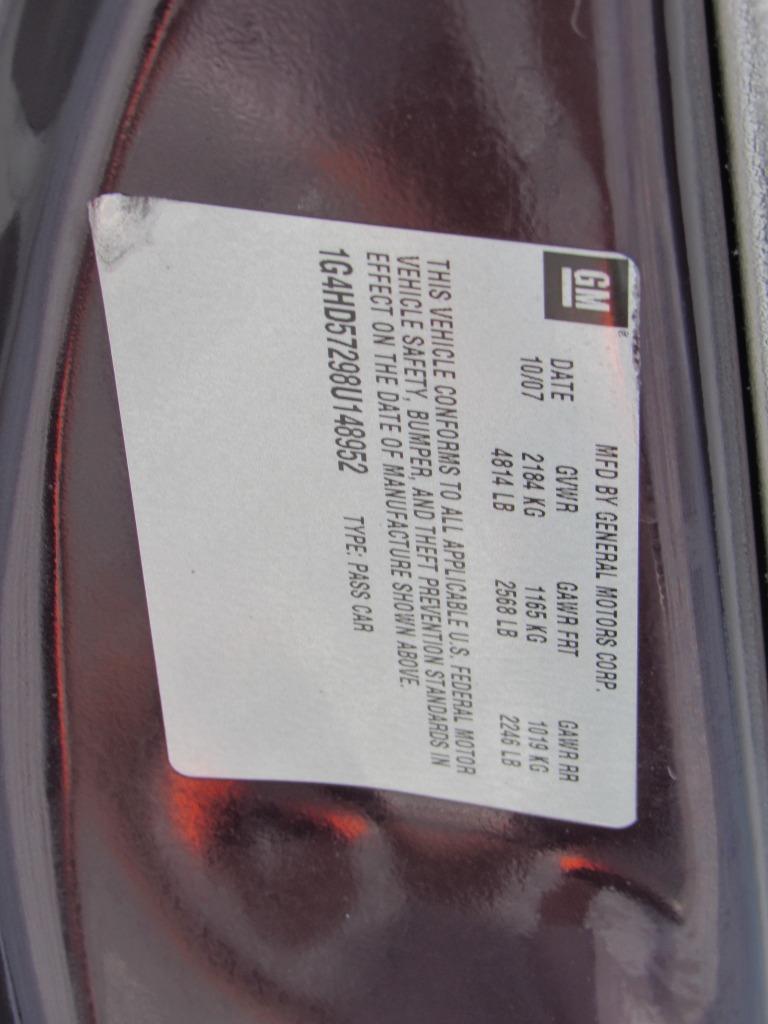 GM
MFD BY GENERAL MOTORS CORP.
DATE GVWR GAWR FRT GAWR RR
10/07 2184 KG 1165 KG 1019 KG
4814 LB 2568 LB 2246 LB
THIS VEHICLE CONFORMS TO ALL APPLICABLE U.S. FEDERAL MOTOR
VEHICLE SAFETY, BUMPER, AND THEFT PREVENTION STANDARDS IN
EFFECT ON THE DATE OF MANUFACTURE SHOWN ABOVE.
1G4HD57298U148952 TYPE: PASS CAR